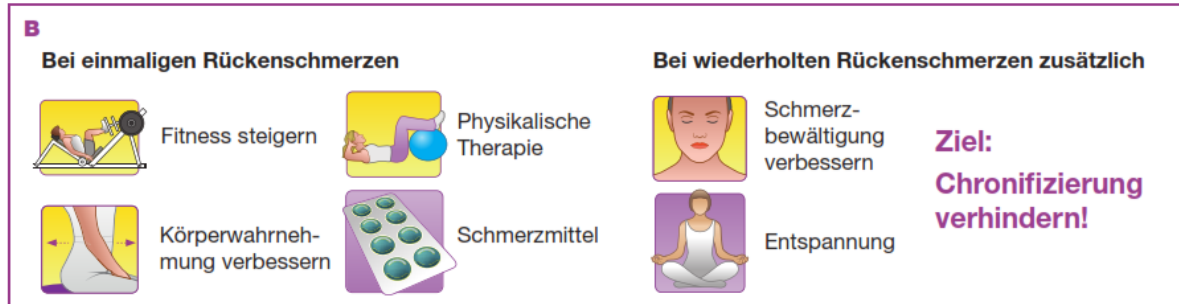 B
Bei einmaligen Rückenschmerzen
Fitness steigern
Physikalische
Therapie
Körperwahrneh-
mung verbessern
Schmerzmittel
Bei wiederholten Rückenschmerzen zusätzlich
Schmerz-
bewältigung
verbessern
Entspannung
Ziel:
Chronifizierung
verhindern!